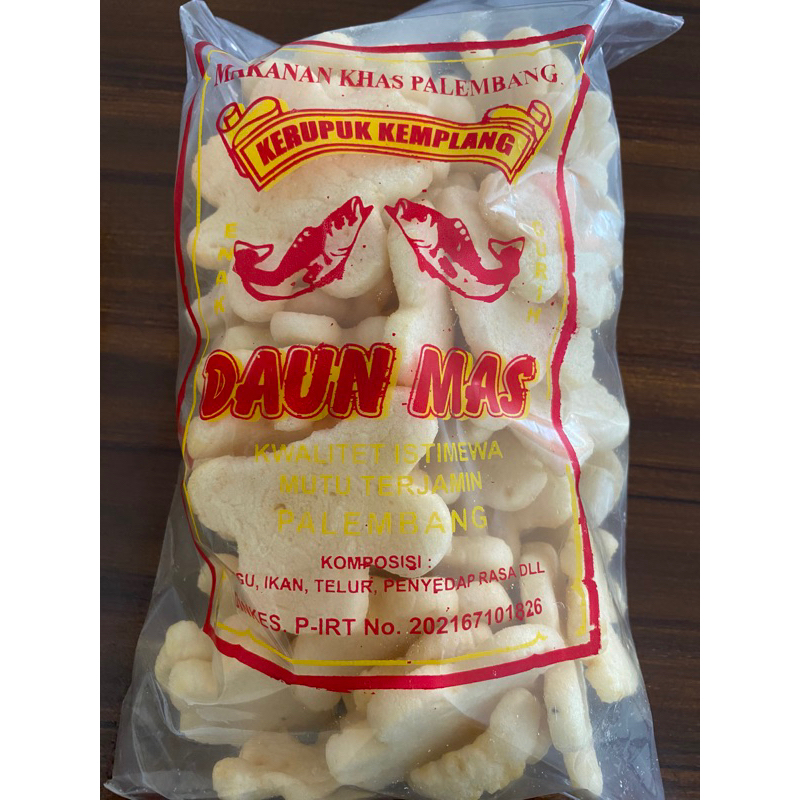 MAKANAN KHAS PALEMBANG
KERUPUK KEMPLANG
ENAK
GURIH
DAUN MAS
KWALITET ISTIMEWA
MUTU TERJAMIN
PALEMBANG
KOMPOSISI :
IKAN, TELUR, PENYEDAP RASA DLL
P-IRT No. 202167101826